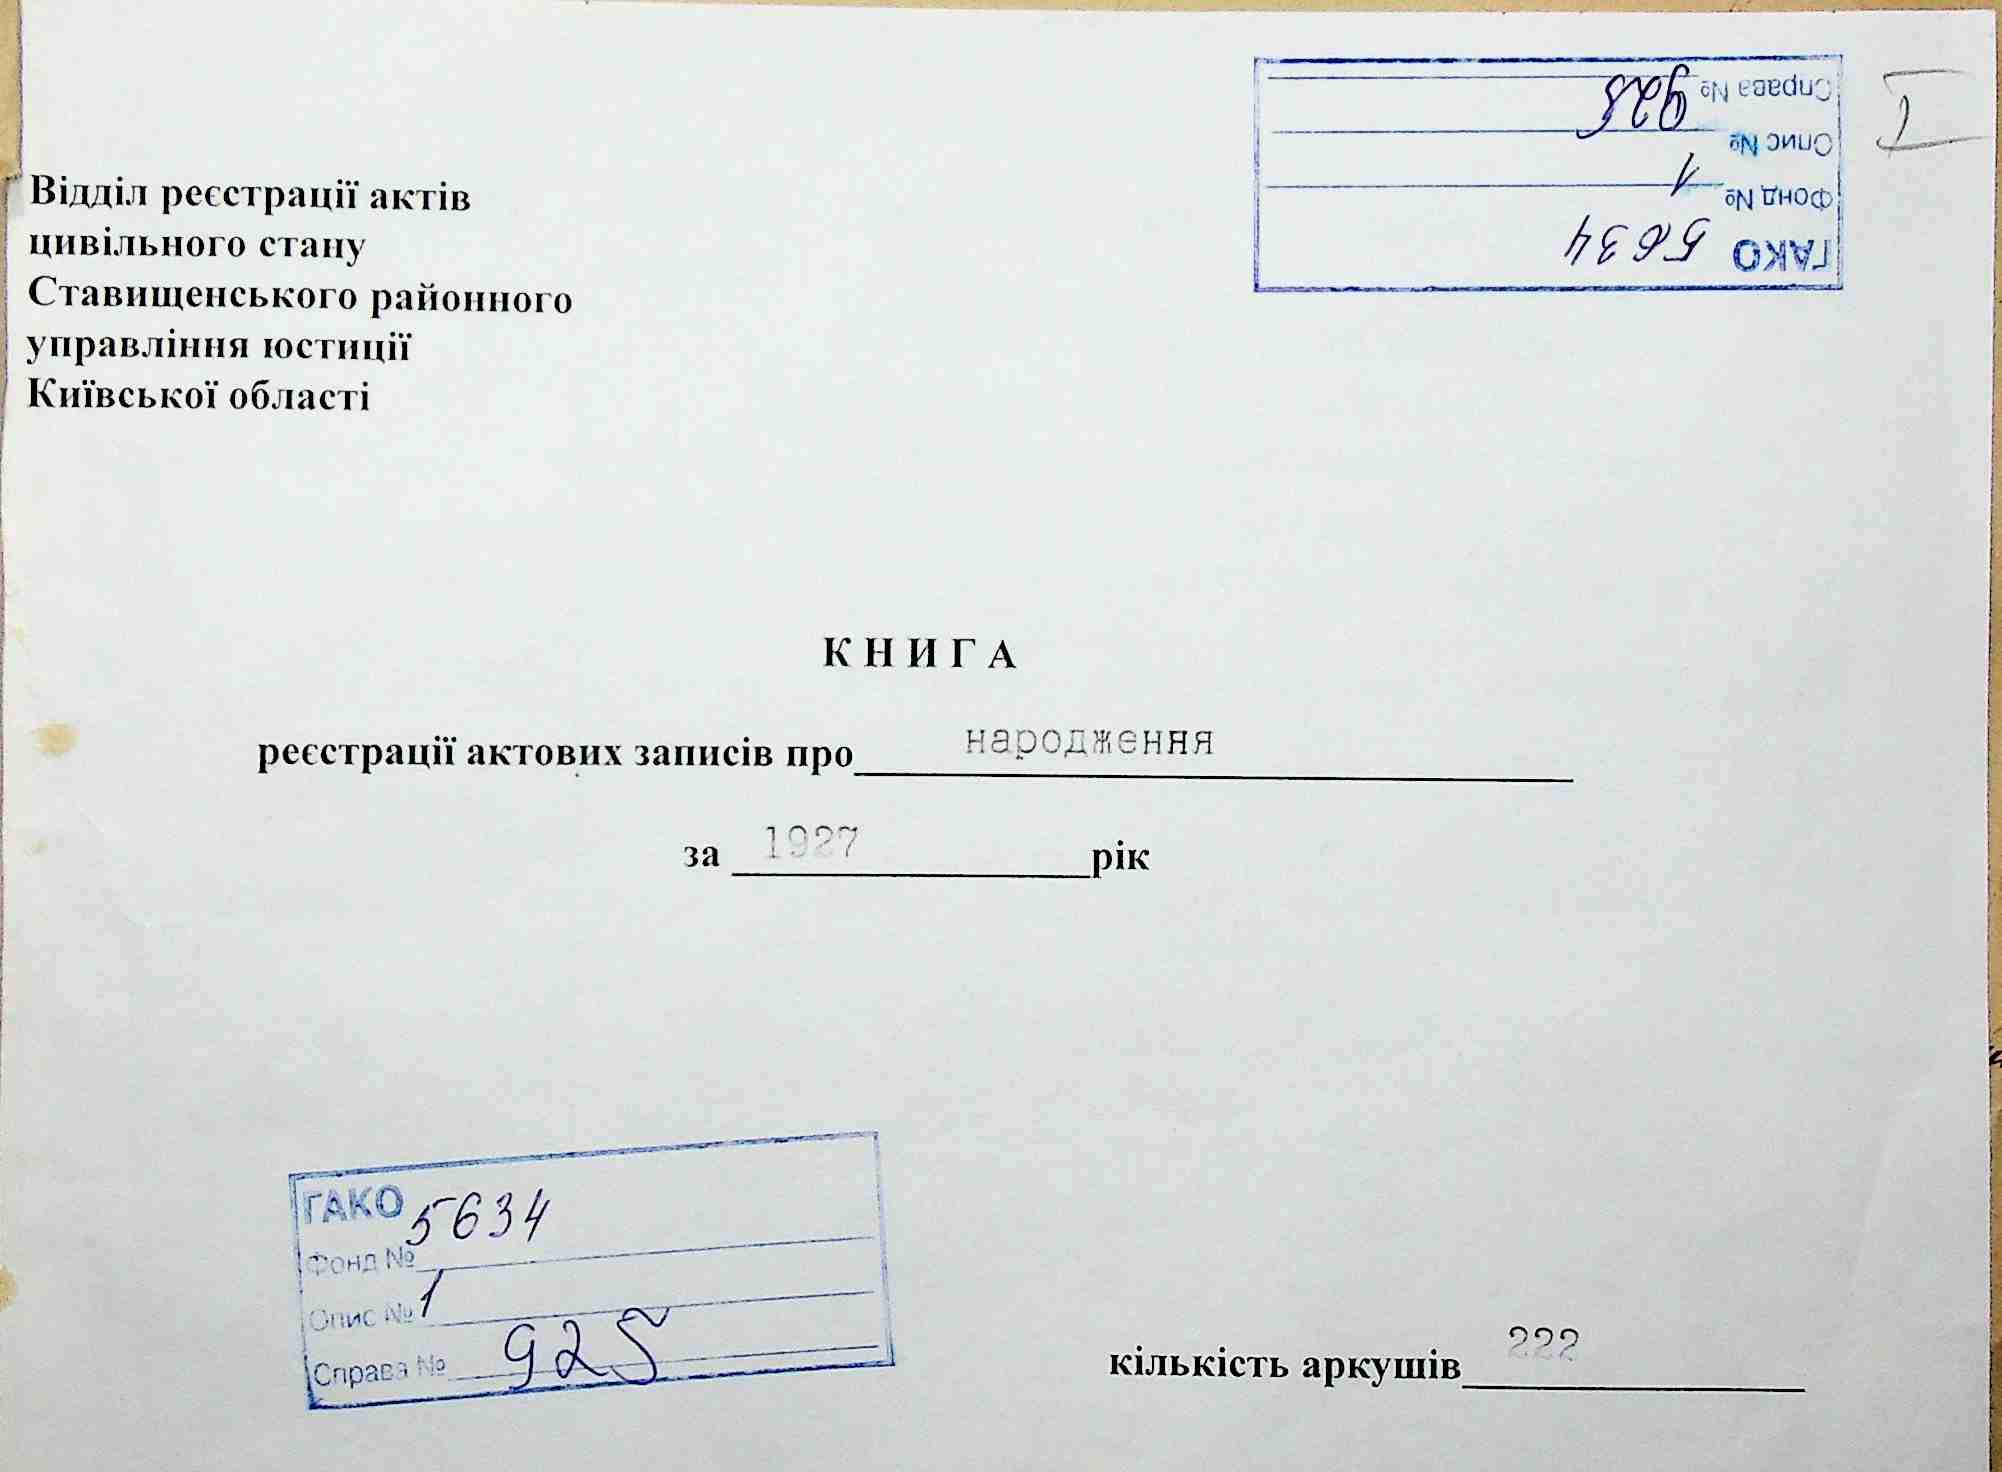 Справа № 925
Опис № 1
Фонд №
ГАКО 5634
I
Відділ реєстрації актів
цивільного стану
Ставищенського районного
управління юстиції
Київської області
К Н И Г А
реєстрації актових записів про народження
за 1927 рік
ГАКО 5634
Фонд №
Опис № 1
Справа № 925
кількість аркушів 222